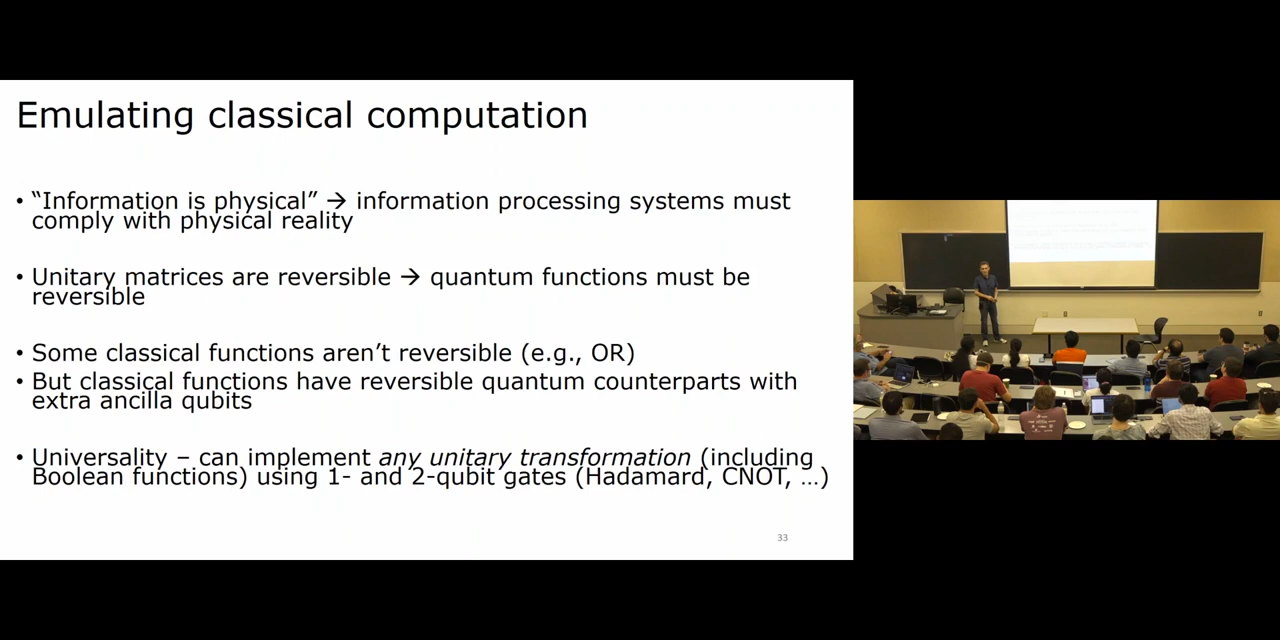 Emulating classical computation
• “Information is physical” → information processing systems must
comply with physical reality
• Unitary matrices are reversible → quantum functions must be
reversible
• Some classical functions aren’t reversible (e.g., OR)
• But classical functions have reversible quantum counterparts with
extra ancilla qubits
• Universality – can implement any unitary transformation (including
Boolean functions) using 1- and 2-qubit gates (Hadamard, CNOT, …)
33